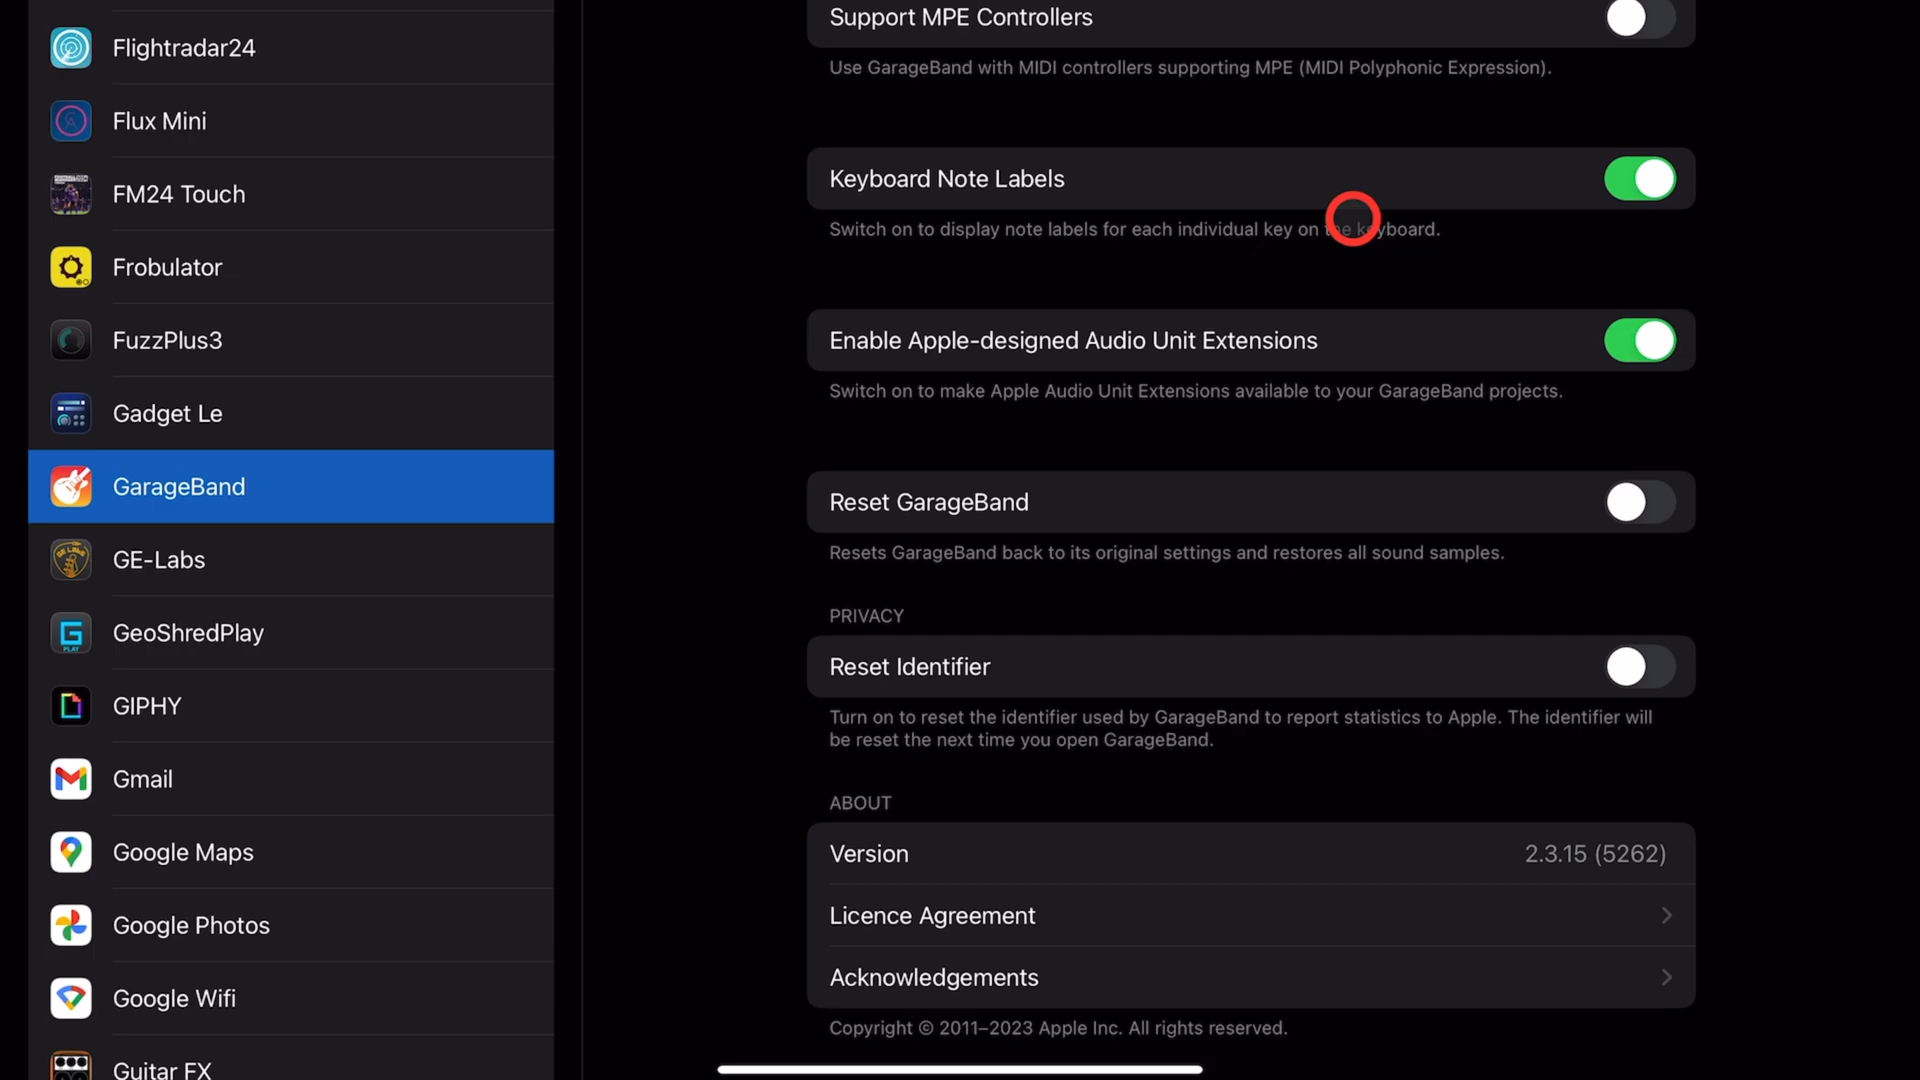 Flightradar24
Flux Mini
FM24 Touch
Frobulator
FuzzPlus3
Gadget Le
GarageBand
GE-Labs
GeoShredPlay
GIPHY
Gmail
Google Maps
Google Photos
Google Wifi
Guitar FX
Support MPE Controllers
Use GarageBand with MIDI controllers supporting MPE (MIDI Polyphonic Expression).
Keyboard Note Labels
Switch on to display note labels for each individual key on the keyboard.
Enable Apple-designed Audio Unit Extensions
Switch on to make Apple Audio Unit Extensions available to your GarageBand projects.
Reset GarageBand
Resets GarageBand back to its original settings and restores all sound samples.
PRIVACY
Reset Identifier
Turn on to reset the identifier used by GarageBand to report statistics to Apple. The identifier will
be reset the next time you open GarageBand.
ABOUT
Version
2.3.15 (5262)
Licence Agreement
Acknowledgements
Copyright © 2011–2023 Apple Inc. All rights reserved.